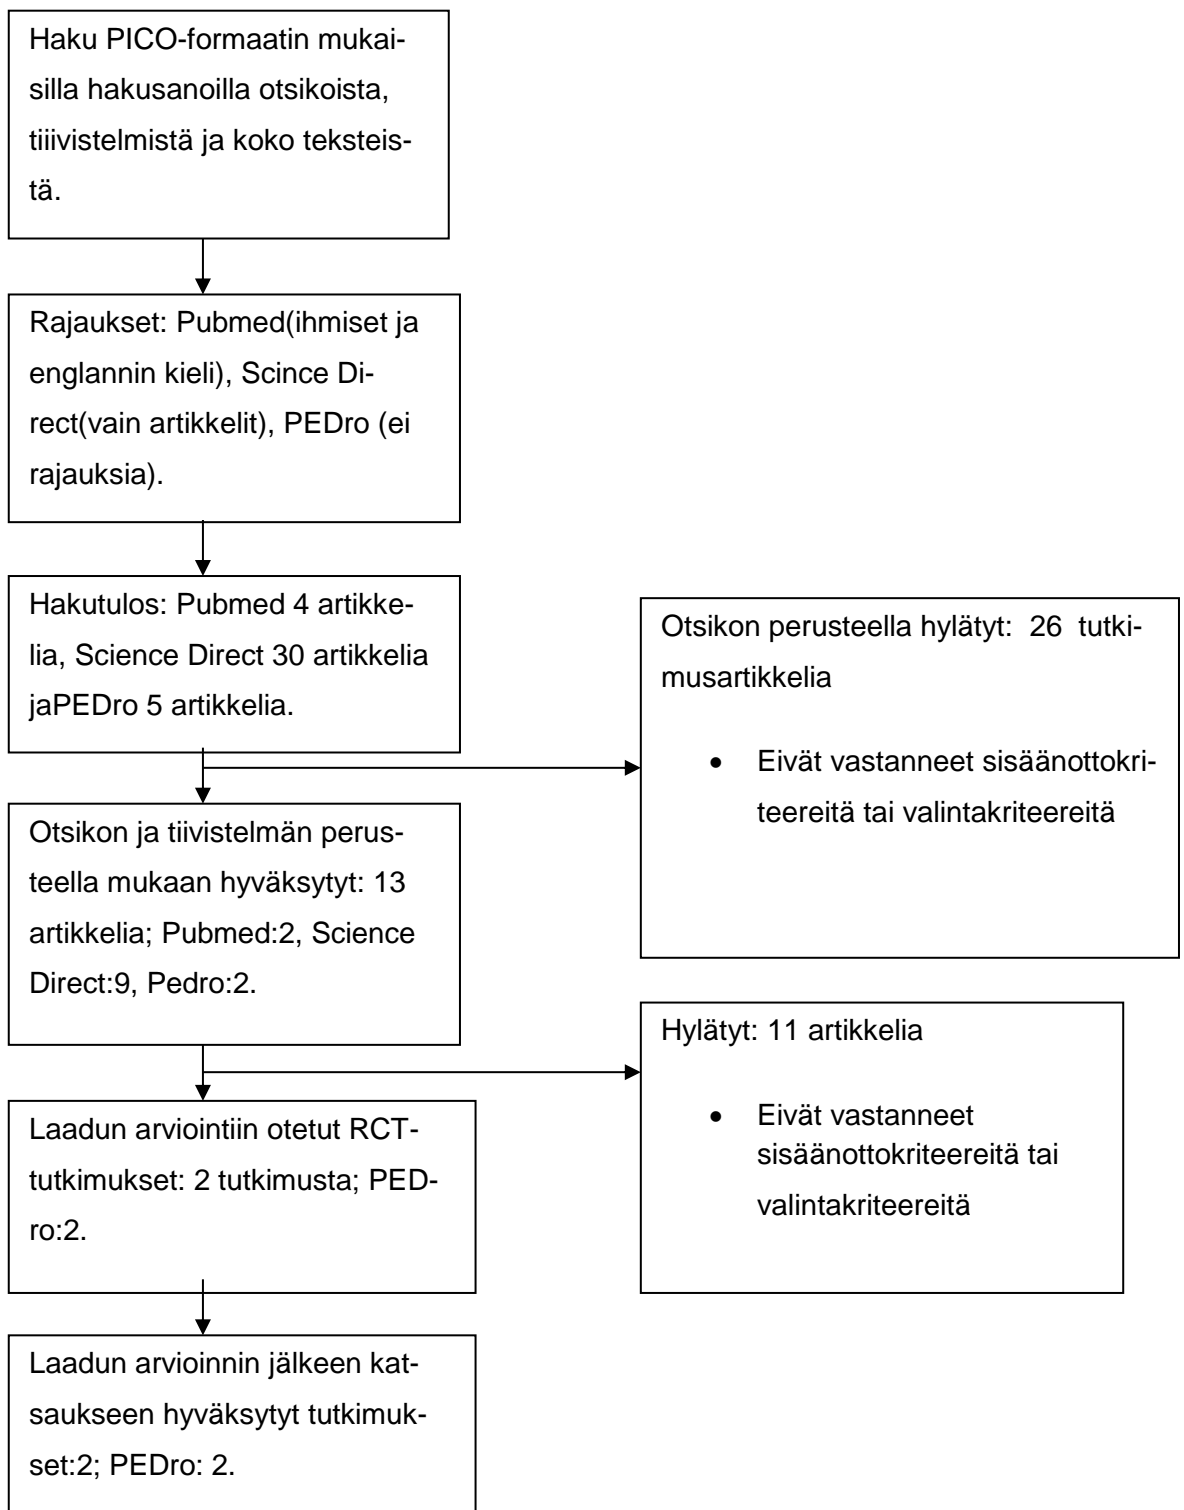 Haku PICO-formaatin mukai-
silla hakusanoilla otsikoista,
tiiivistelmistä ja koko teksteis-
tä.
Rajaukset: Pubmed(ihmiset ja
englannin kieli), Scince Di-
rect(vain artikkelit), PEDro (ei
rajauksia).
Hakutulos: Pubmed 4 artikke-
lia, Science Direct 30 artikkelia
jaPEDro 5 artikkelia.
Otsikon perusteella hylätyt: 26 tutki-
musartikkelia
• Eivät vastanneet sisäänottokri-
teereitä tai valintakriteereitä
Otsikon ja tiivistelmän perus-
teella mukaan hyväksytyt: 13
artikkelia; Pubmed:2, Science
Direct:9, Pedro:2.
Hylätyt: 11 artikkelia
• Eivät vastanneet
sisäänottokriteereitä tai
valintakriteereitä
Laadun arviointiin otetut RCT-
tutkimukset: 2 tutkimusta; PED-
ro:2.
Laadun arvioinnin jälkeen kat-
saukseen hyväksytyt tutkimuk-
set:2; PEDro: 2.